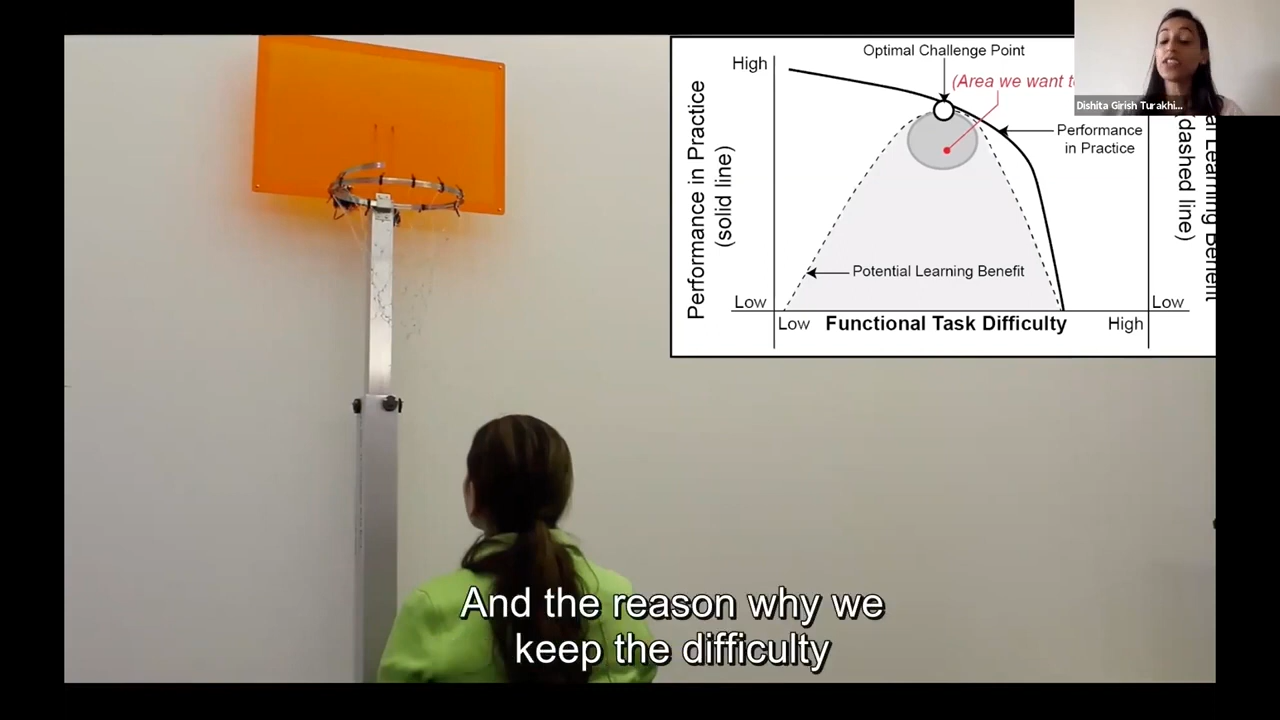 Optimal Challenge Point
High
(Area we want
Dishita Girish Turakhi...
Performance in Practice
(solid line)
Performance
in Practice
Learning Benefit
(dashed line)
Potential Learning Benefit
Low
Low
Low
Functional Task Difficulty
High
And the reason why we
keep the difficulty